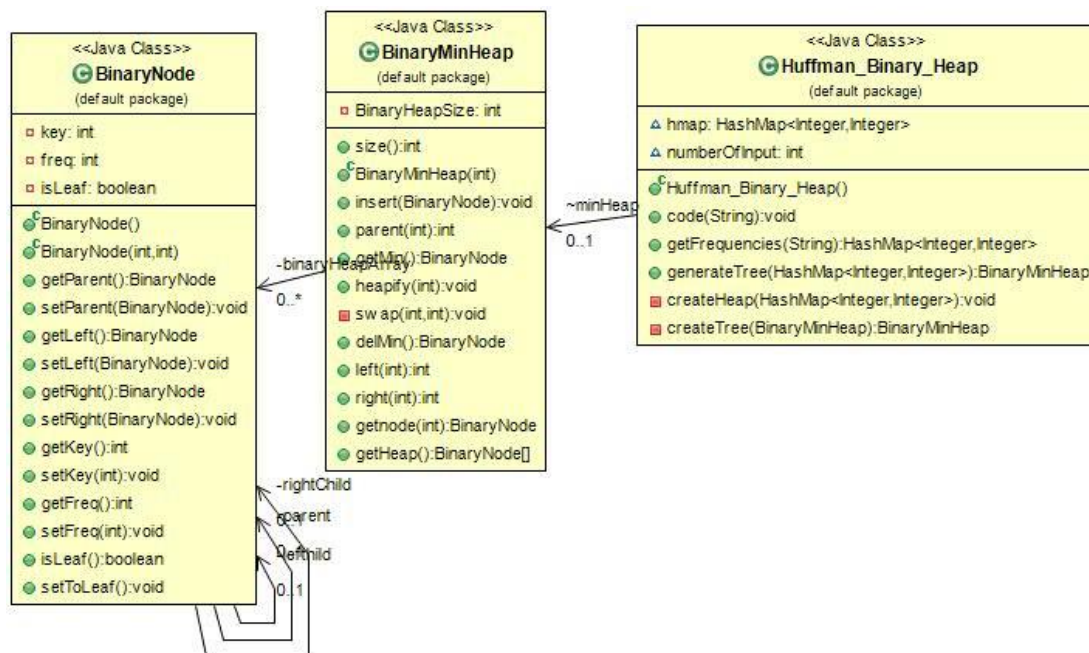 <<Java Class>>
BinaryNode
(default package)
key: int
freq: int
isLeaf: boolean
BinaryNode()
BinaryNode(int,int)
getParent():BinaryNode
setParent(BinaryNode):void
getLeft():BinaryNode
setLeft(BinaryNode):void
getRight():BinaryNode
setRight(BinaryNode):void
getKey():int
setKey(int):void
getFreq():int
setFreq(int):void
isLeaf():boolean
setToLeaf():void
-binaryHeapArray
0..*
-rightChild
-parent
0..1
<<Java Class>>
BinaryMinHeap
(default package)
BinaryHeapSize: int
size():int
BinaryMinHeap(int)
insert(BinaryNode):void
parent(int):int
getMin():BinaryNode
heapify(int):void
swap(int,int):void
delMin():BinaryNode
left(int):int
right(int):int
getnode(int):BinaryNode
getHeap():BinaryNode[]
~minHeap
0..1
<<Java Class>>
Huffman_Binary_Heap
(default package)
hmap: HashMap<Integer,Integer>
numberOfInput: int
Huffman_Binary_Heap()
code(String):void
getFrequencies(String):HashMap<Integer,Integer>
generateTree(HashMap<Integer,Integer>):BinaryMinHeap
createHeap(HashMap<Integer,Integer>):void
createTree(BinaryMinHeap):BinaryMinHeap